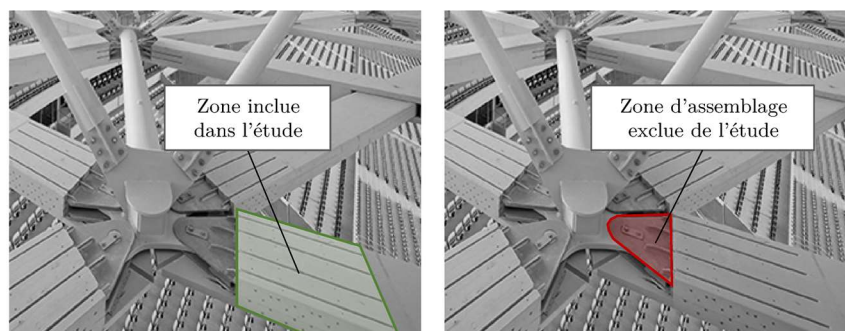 Zone inclue
dans l'étude
Zone d'assemblage
exclue de l'étude